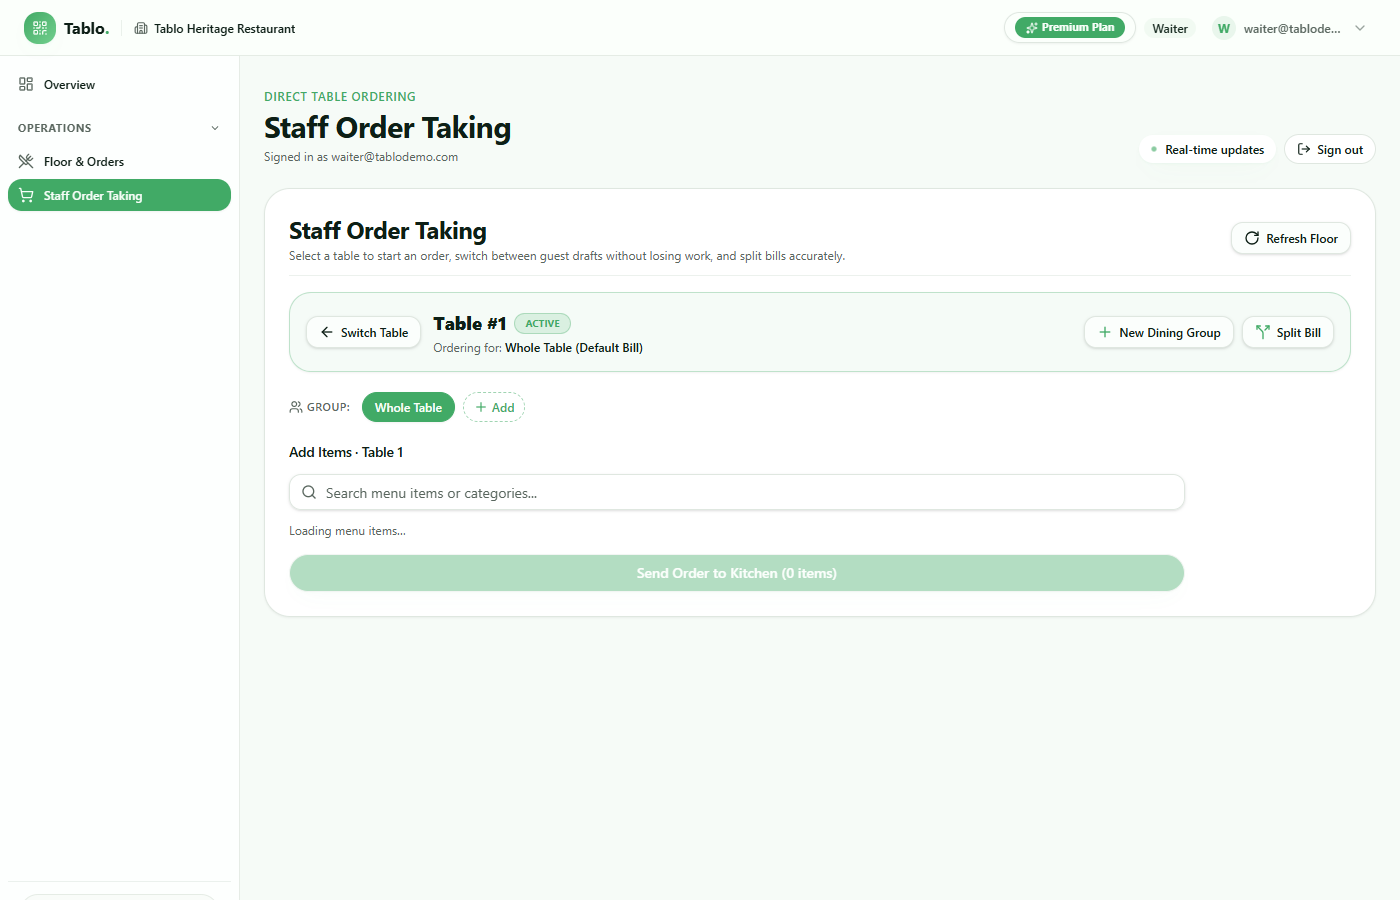 Tablo.
Tablo Heritage Restaurant
Premium Plan
Waiter
W
waiter@tablode...
Overview
OPERATIONS
Floor & Orders
Staff Order Taking
DIRECT TABLE ORDERING
Staff Order Taking
Signed in as waiter@tablodemo.com
Real-time updates
Sign out
Staff Order Taking
Select a table to start an order, switch between guest drafts without losing work, and split bills accurately.
Refresh Floor
Switch Table
Table #1
ACTIVE
Ordering for: Whole Table (Default Bill)
New Dining Group
Split Bill
GROUP:
Whole Table
Add
Add Items · Table 1
Search menu items or categories...
Loading menu items...
Send Order to Kitchen (0 items)